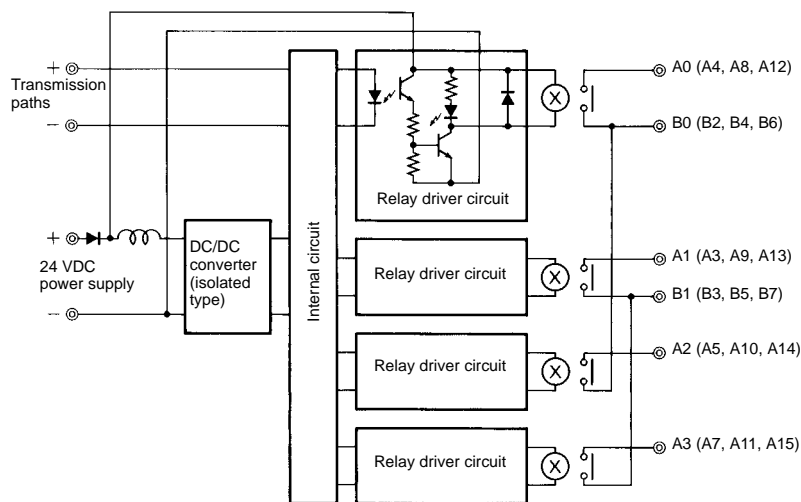 +
Transmission
paths
−
+
24 VDC
power supply
−
DC/DC
converter
(isolated
type)
Internal circuit
Relay driver circuit
Relay driver circuit
Relay driver circuit
Relay driver circuit
X
X
X
X
A0 (A4, A8, A12)
B0 (B2, B4, B6)
A1 (A3, A9, A13)
B1 (B3, B5, B7)
A2 (A5, A10, A14)
A3 (A7, A11, A15)